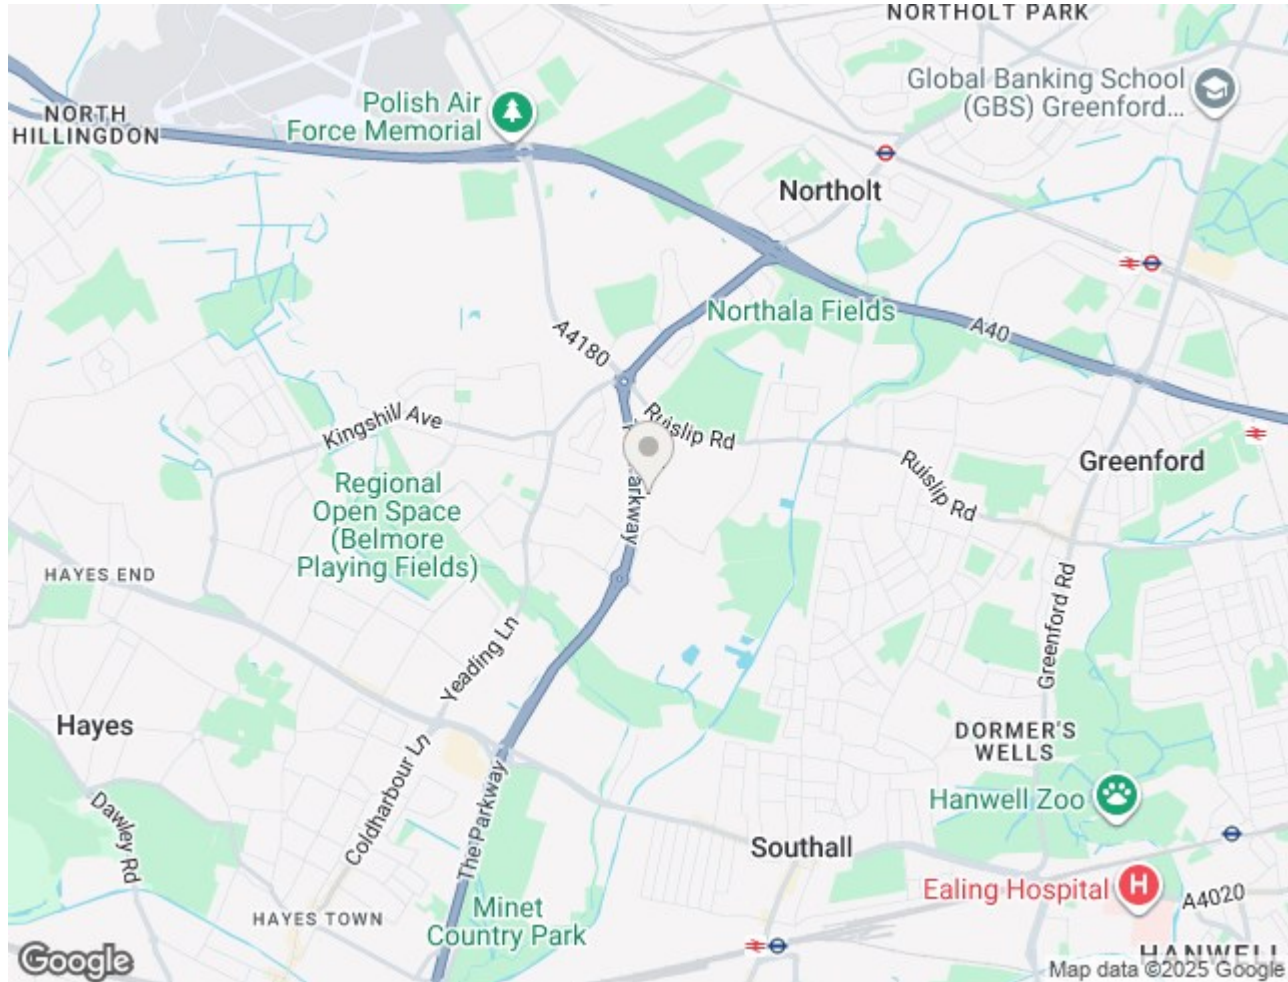 NORTHOLT PARK
Global Banking School
(GBS) Greenford...
NORTH
HILLINGDON
Polish Air
Force Memorial
Northolt
Northala Fields
A40
A4180
Kingshill Ave
Ruislip Rd
Ruislip Rd
Greenford
Regional
Open Space
(Belmore
Playing Fields)
Parkway
HAYES END
Greenford Rd
Yeading Ln
Hayes
DORMER'S
WELLS
Coldharbour Ln
The Parkway
Hanwell Zoo
Dawley Rd
Southall
Ealing Hospital
H
A4020
HAYES TOWN
Minet
Country Park
HANWELL
Google
Map data ©2025 Google